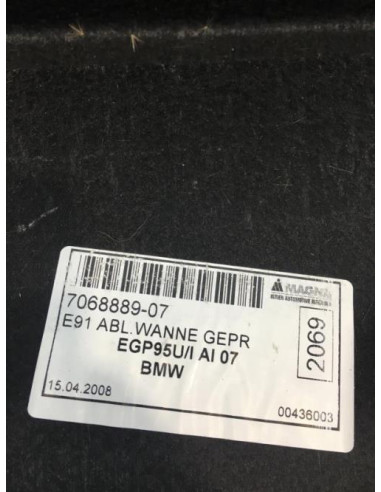 MAGNA
7068889-07
E91 ABL.WANNE GEPR
EGP95U/I AI 07
BMW
2069
15.04.2008
00436003